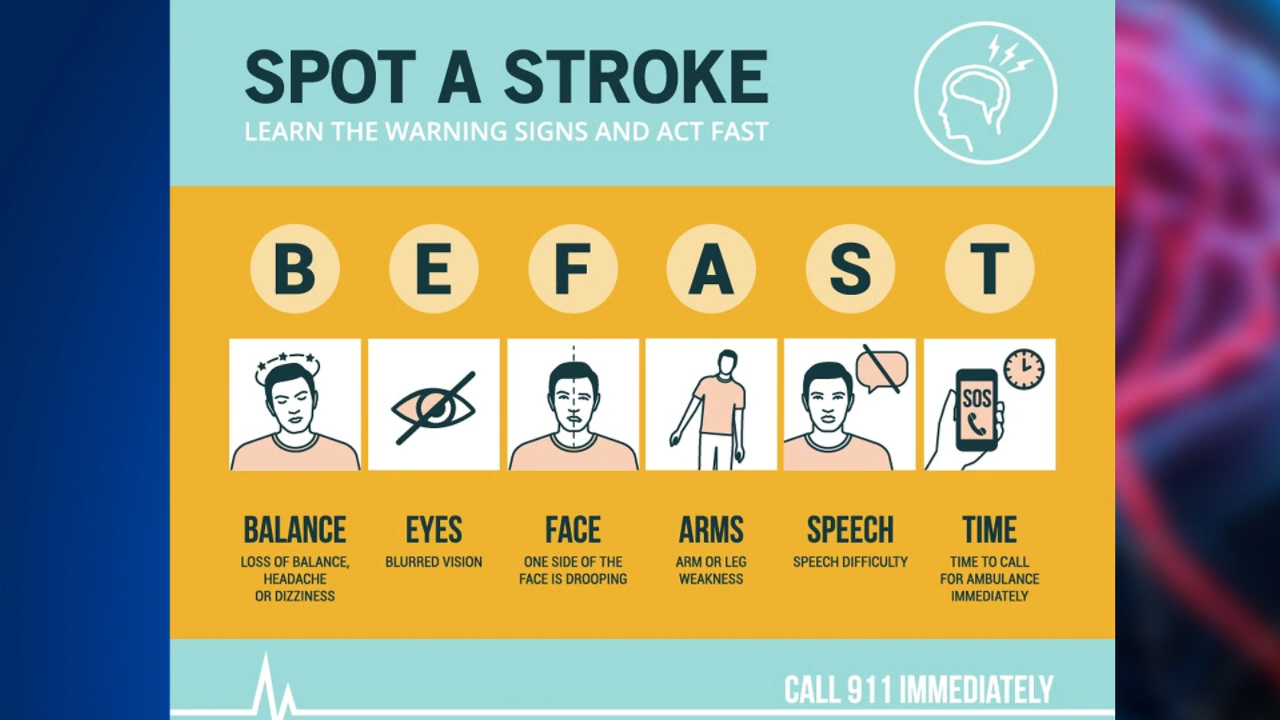 SPOT A STROKE
LEARN THE WARNING SIGNS AND ACT FAST
B E F A S T
SOS
BALANCE
LOSS OF BALANCE,
HEADACHE
OR DIZZINESS
EYES
BLURRED VISION
FACE
ONE SIDE OF THE
FACE IS DROOPING
ARMS
ARM OR LEG
WEAKNESS
SPEECH
SPEECH DIFFICULTY
TIME
TIME TO CALL
FOR AMBULANCE
IMMEDIATELY
CALL 911 IMMEDIATELY